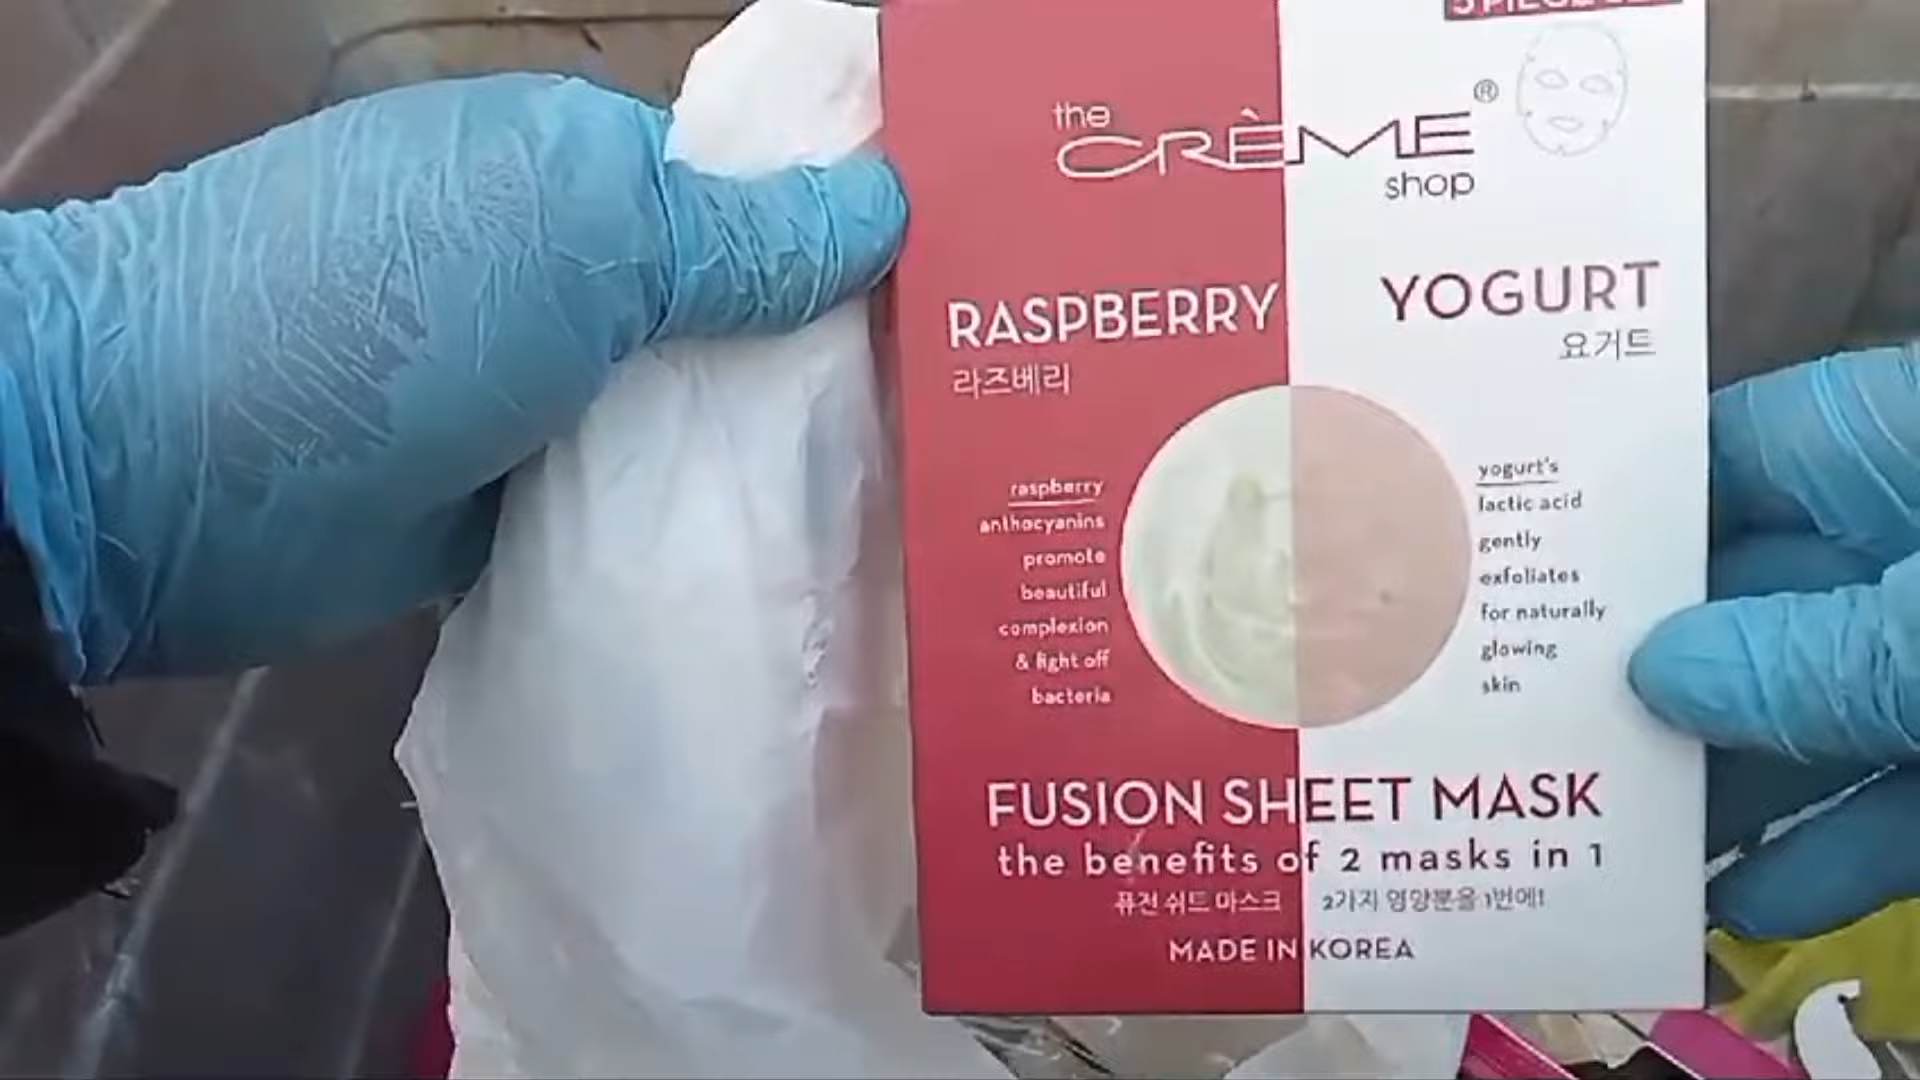 the
CRÈME®
shop
RASPBERRY
라즈베리
YOGURT
요거트
raspberry
anthocyanins
promote
beautiful
complexion
& fight off
bacteria
yogurt's
lactic acid
gently
exfoliates
for naturally
glowing
skin
FUSION SHEET MASK
the benefits of 2 masks in 1
퓨전 쉬트 마스크 2가지 영양분을 1번에!
MADE IN KOREA